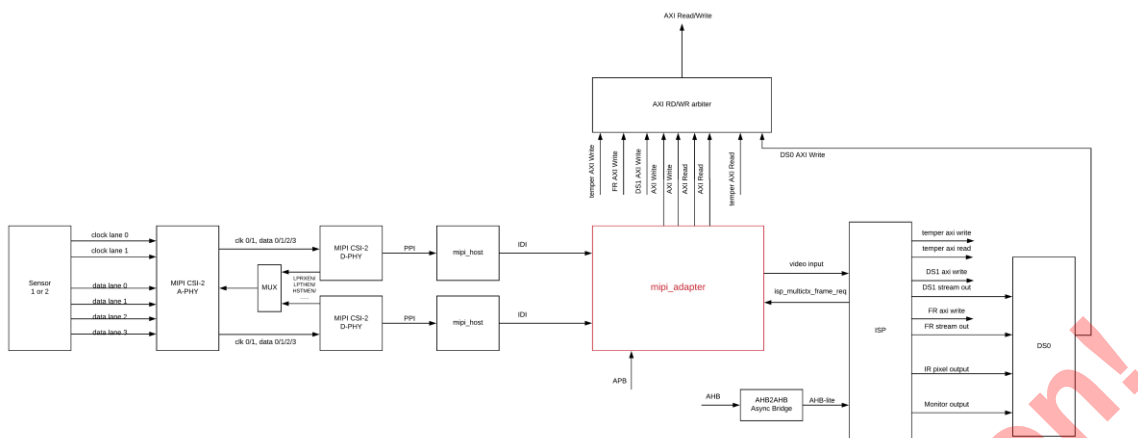 AXI Read/Write
AXI RD/WR arbiter
temper AXI Write
FR AXI Write
DS1 AXI Write
AXI Write
AXI Write
AXI Read
AXI Read
temper AXI Read
DS0 AXI Write
Sensor
1 or 2
clock lane 0
clock lane 1
data lane 0
data lane 1
data lane 2
data lane 3
MIPI CSI-2
A-PHY
clk 0/1, data 0/1/2/3
MUX
clk 0/1, data 0/1/2/3
MIPI CSI-2
D-PHY
LPRXEN/
LPTHEN/
HSTMEN/
......
MIPI CSI-2
D-PHY
PPI
PPI
mipi_host
mipi_host
IDI
IDI
mipi_adapter
APB
video input
isp_multictx_frame_req
AHB
AHB2AHB
Async Bridge
AHB-lite
ISP
temper axi write
temper axi read
DS1 axi write
DS1 stream out
FR axi write
FR stream out
IR pixel output
Monitor output
DS0
on!